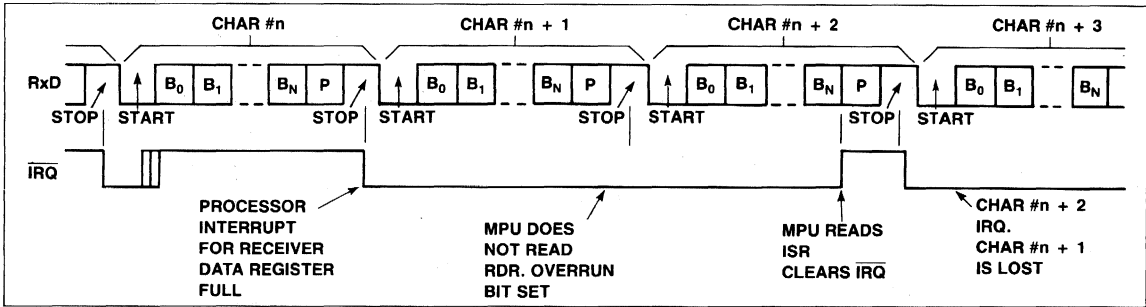 CHAR #n CHAR #n + 1 CHAR #n + 2 CHAR #n + 3
RxD B0 B1 BN P B0 B1 BN P B0 B1 BN P B0 B1 BN
STOP START STOP START STOP START STOP START
IRQ
PROCESSOR
INTERRUPT
FOR RECEIVER
DATA REGISTER
FULL
MPU DOES
NOT READ
RDR. OVERRUN
BIT SET
MPU READS
ISR
CLEARS IRQ
CHAR #n + 2
IRQ.
CHAR #n + 1
IS LOST